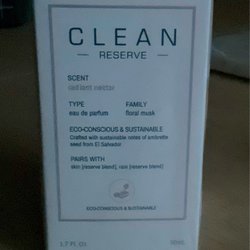 CLEAN
RESERVE
SCENT
radiant nectar
TYPE FAMILY
eau de parfum floral musk
ECO-CONSCIOUS & SUSTAINABLE
Crafted with sustainable notes of ambrette
seed from El Salvador
PAIRS WITH
skin [reserve blend], rain [reserve blend]
ECO-CONSCIOUS & SUSTAINABLE
1.7 Fl. Oz. 50mL